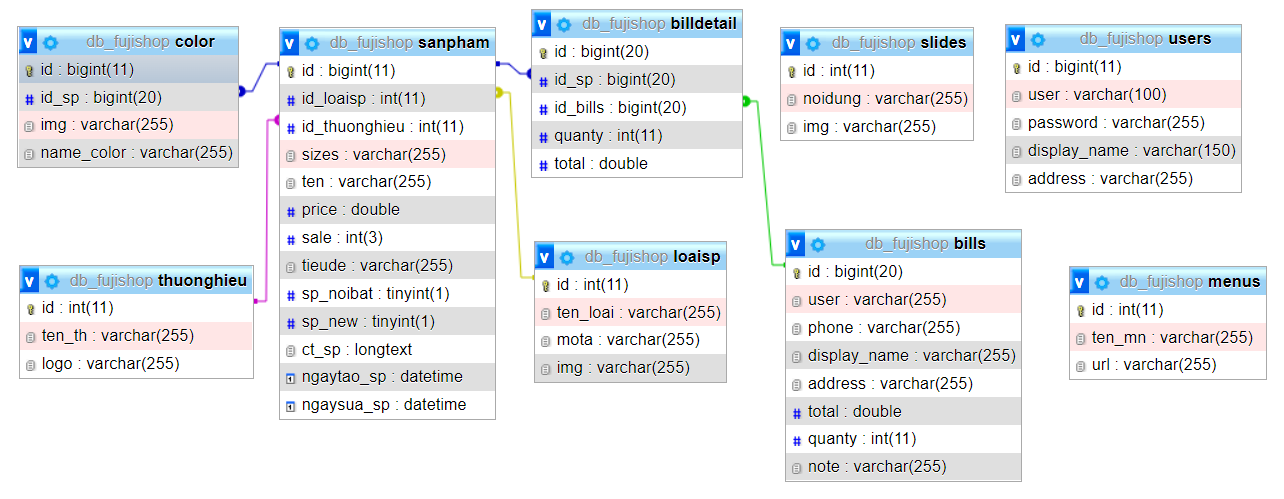 v db_fujishop color
id : bigint(11)
id_sp : bigint(20)
img : varchar(255)
name_color : varchar(255)
v db_fujishop thuonghieu
id : int(11)
ten_th : varchar(255)
logo : varchar(255)
v db_fujishop sanpham
id : bigint(11)
id_loaisp : int(11)
id_thuonghieu : int(11)
sizes : varchar(255)
ten : varchar(255)
price : double
sale : int(3)
tieude : varchar(255)
sp_noibat : tinyint(1)
sp_new : tinyint(1)
ct_sp : longtext
ngaytao_sp : datetime
ngaysua_sp : datetime
v db_fujishop billdetail
id : bigint(20)
id_sp : bigint(20)
id_bills : bigint(20)
quanty : int(11)
total : double
v db_fujishop loaisp
id : int(11)
ten_loai : varchar(255)
mota : varchar(255)
img : varchar(255)
v db_fujishop slides
id : int(11)
noidung : varchar(255)
img : varchar(255)
v db_fujishop bills
id : bigint(20)
user : varchar(255)
phone : varchar(255)
display_name : varchar(255)
address : varchar(255)
total : double
quanty : int(11)
note : varchar(255)
v db_fujishop users
id : bigint(11)
user : varchar(100)
password : varchar(255)
display_name : varchar(150)
address : varchar(255)
v db_fujishop menus
id : int(11)
ten_mn : varchar(255)
url : varchar(255)